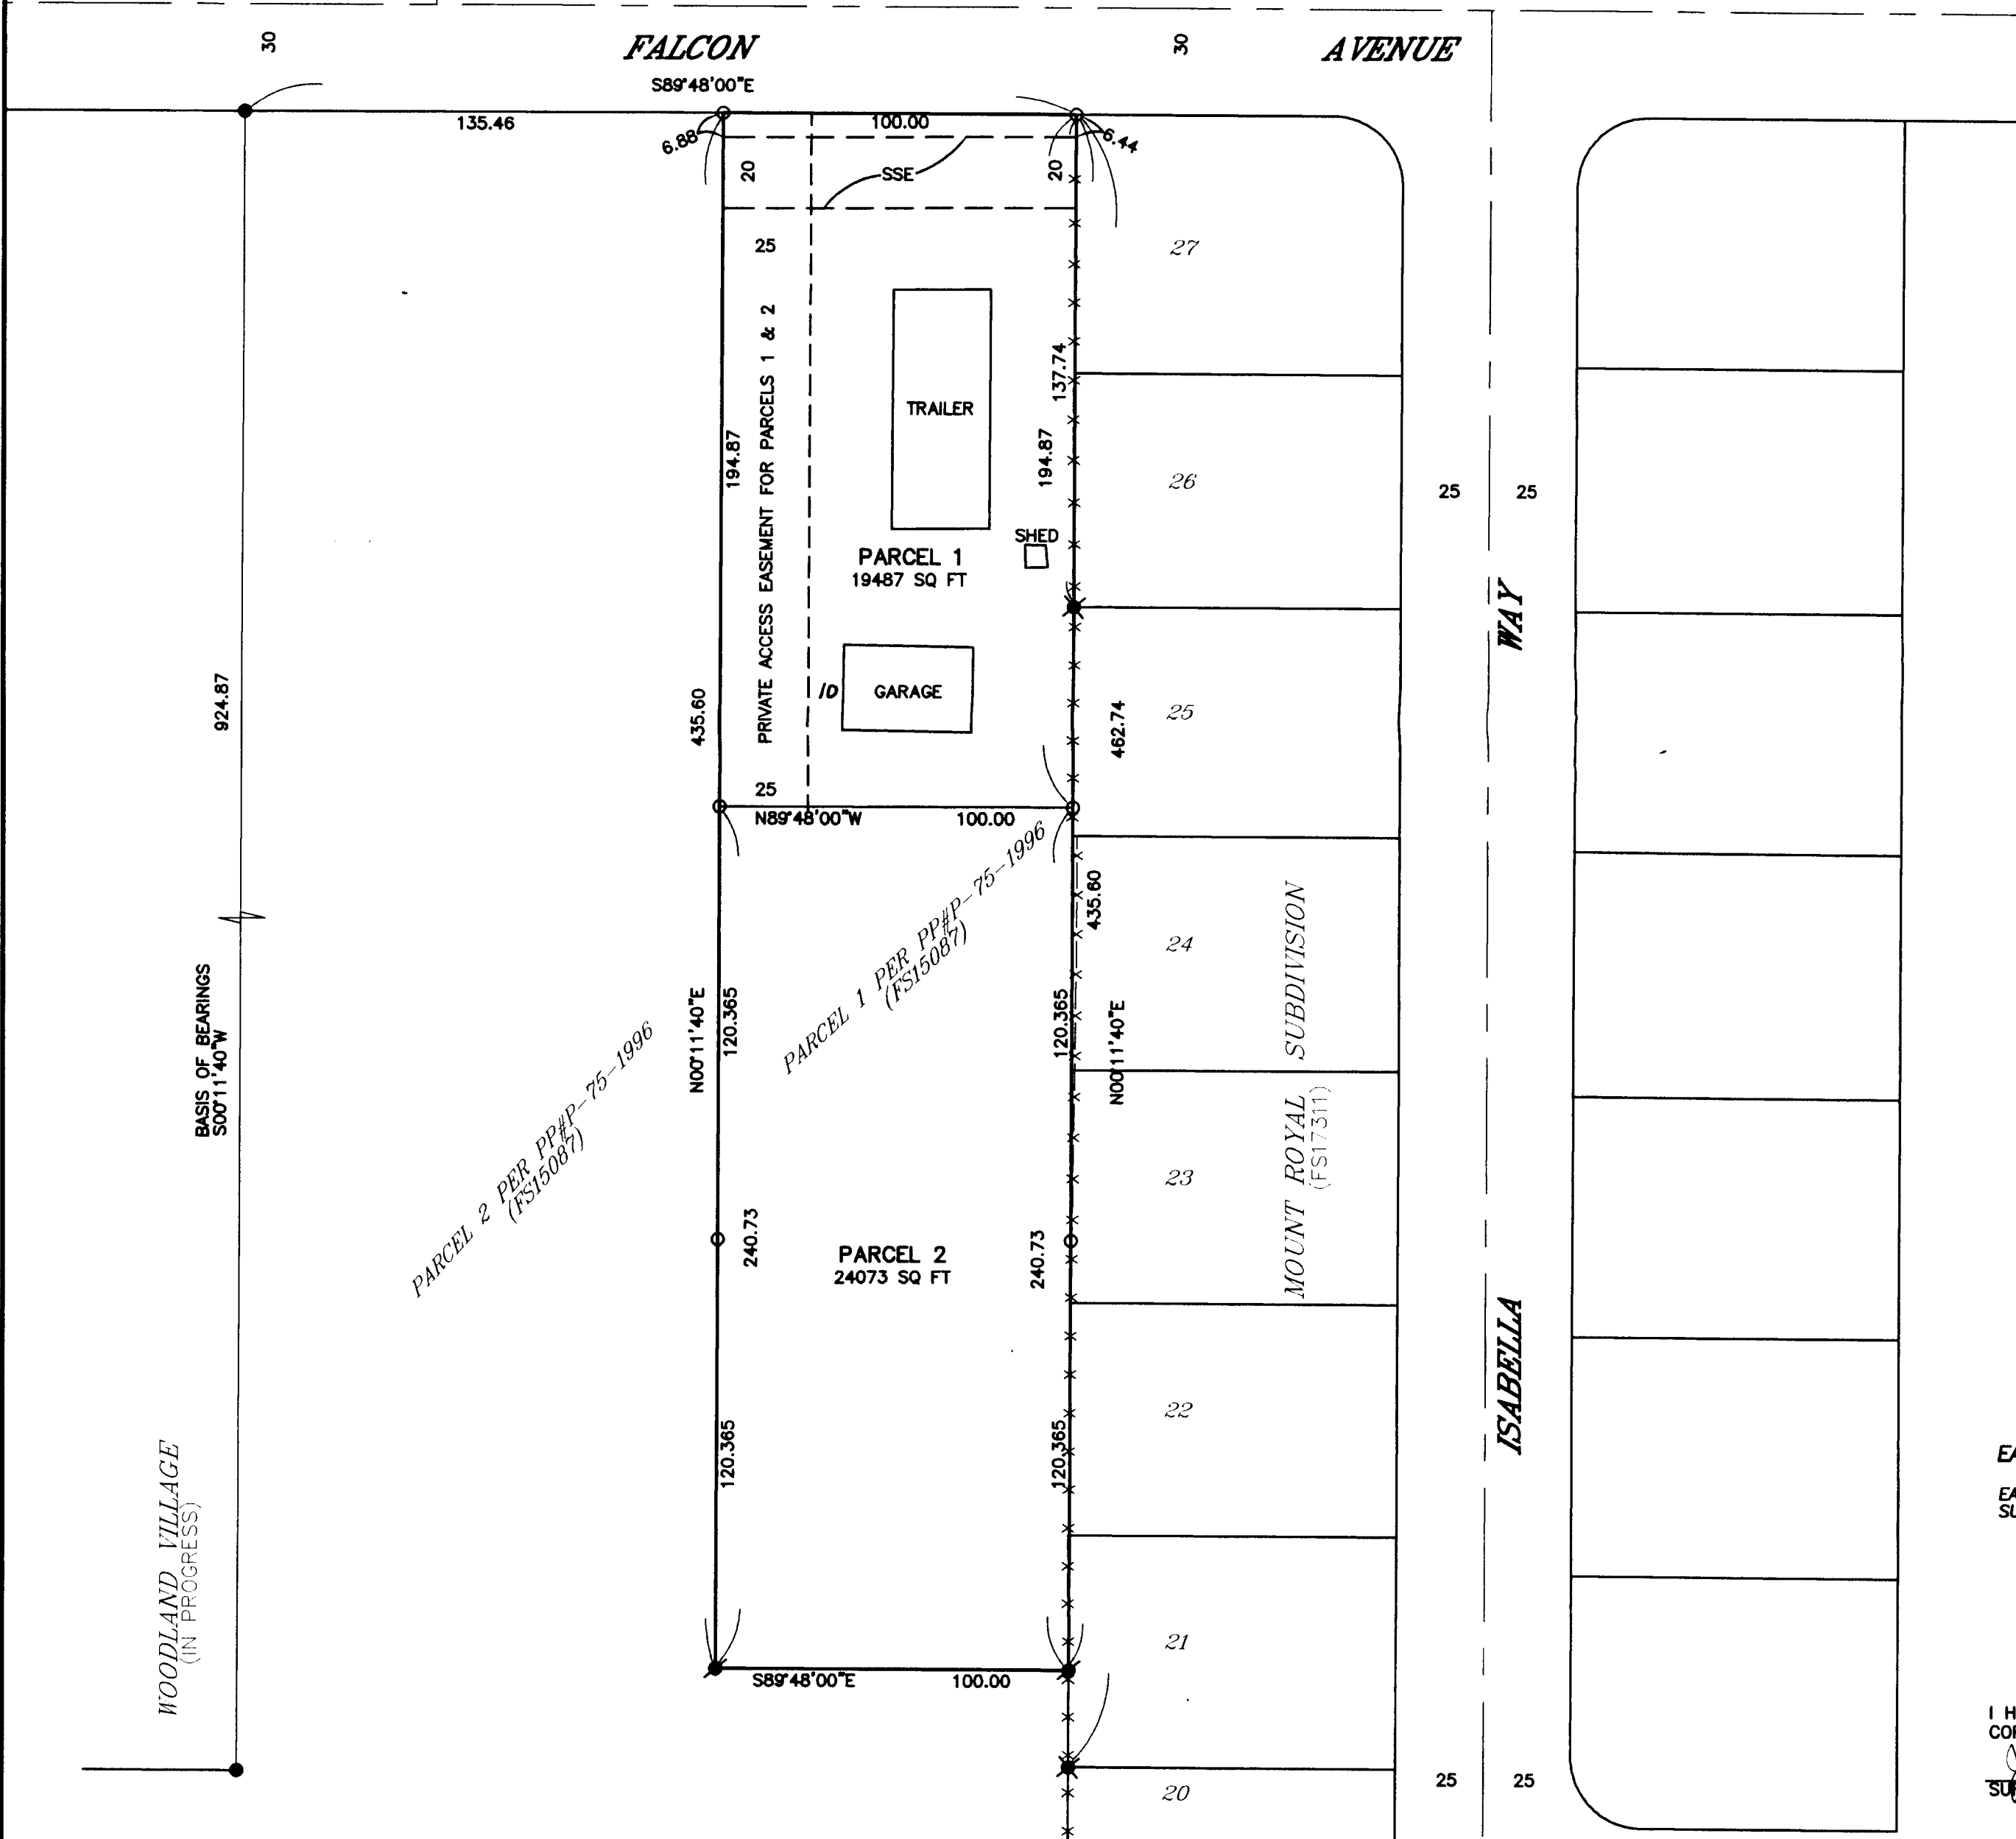 30
FALCON
30
AVENUE
S89°48'00"E
135.46
100.00
6.88
6.44
20
SSE
20
25
27
PRIVATE ACCESS EASEMENT FOR PARCELS 1 & 2
137.74
TRAILER
194.87
194.87
26
25
25
SHED
PARCEL 1
19487 SQ FT
WAY
924.87
435.60
10
GARAGE
462.74
25
25
N89°48'00"W
100.00
435.60
24
PARCEL 1 PER PP#P-75-1996
(FS15087)
BASIS OF BEARINGS
S00°11'40"W
N00°11'40"E
120.365
120.365
N00°11'40"E
PARCEL 2 PER PP#P-75-1996
(FS15087)
MOUNT ROYAL SUBDIVISION
(FS17311)
23
240.73
PARCEL 2
24073 SQ FT
240.73
ISABELLA
22
120.365
120.365
WOODLAND VILLAGE
(IN PROGRESS)
21
S89°48'00"E
100.00
20
25
25
EA
EA
SU
I H
CO
SU